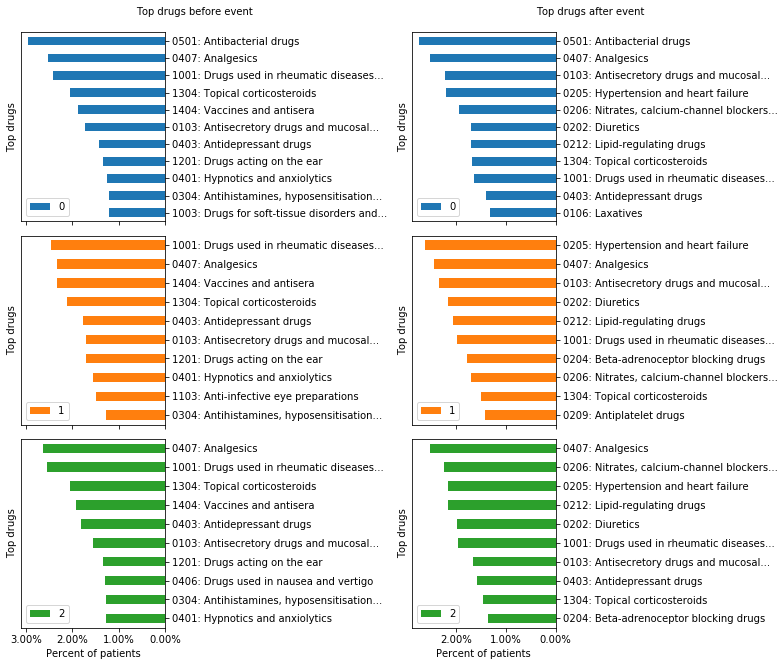 Top drugs before event
Top drugs
0501: Antibacterial drugs
0407: Analgesics
1001: Drugs used in rheumatic diseases...
1304: Topical corticosteroids
1404: Vaccines and antisera
0103: Antisecretory drugs and mucosal...
0403: Antidepressant drugs
1201: Drugs acting on the ear
0401: Hypnotics and anxiolytics
0304: Antihistamines, hyposensitisation...
1003: Drugs for soft-tissue disorders and...
0
Top drugs
1001: Drugs used in rheumatic diseases...
0407: Analgesics
1404: Vaccines and antisera
1304: Topical corticosteroids
0403: Antidepressant drugs
0103: Antisecretory drugs and mucosal...
1201: Drugs acting on the ear
0401: Hypnotics and anxiolytics
1103: Anti-infective eye preparations
0304: Antihistamines, hyposensitisation...
1
Top drugs
0407: Analgesics
1001: Drugs used in rheumatic diseases...
1304: Topical corticosteroids
1404: Vaccines and antisera
0403: Antidepressant drugs
0103: Antisecretory drugs and mucosal...
1201: Drugs acting on the ear
0406: Drugs used in nausea and vertigo
0304: Antihistamines, hyposensitisation...
0401: Hypnotics and anxiolytics
2
3.00% 2.00% 1.00% 0.00%
Percent of patients
Top drugs after event
Top drugs
0501: Antibacterial drugs
0407: Analgesics
0103: Antisecretory drugs and mucosal...
0205: Hypertension and heart failure
0206: Nitrates, calcium-channel blockers...
0202: Diuretics
0212: Lipid-regulating drugs
1304: Topical corticosteroids
1001: Drugs used in rheumatic diseases...
0403: Antidepressant drugs
0106: Laxatives
0
Top drugs
0205: Hypertension and heart failure
0407: Analgesics
0103: Antisecretory drugs and mucosal...
0202: Diuretics
0212: Lipid-regulating drugs
1001: Drugs used in rheumatic diseases...
0204: Beta-adrenoceptor blocking drugs
0206: Nitrates, calcium-channel blockers...
1304: Topical corticosteroids
0209: Antiplatelet drugs
1
Top drugs
0407: Analgesics
0206: Nitrates, calcium-channel blockers...
0205: Hypertension and heart failure
0212: Lipid-regulating drugs
0202: Diuretics
1001: Drugs used in rheumatic diseases...
0103: Antisecretory drugs and mucosal...
0403: Antidepressant drugs
1304: Topical corticosteroids
0204: Beta-adrenoceptor blocking drugs
2
2.00% 1.00% 0.00%
Percent of patients